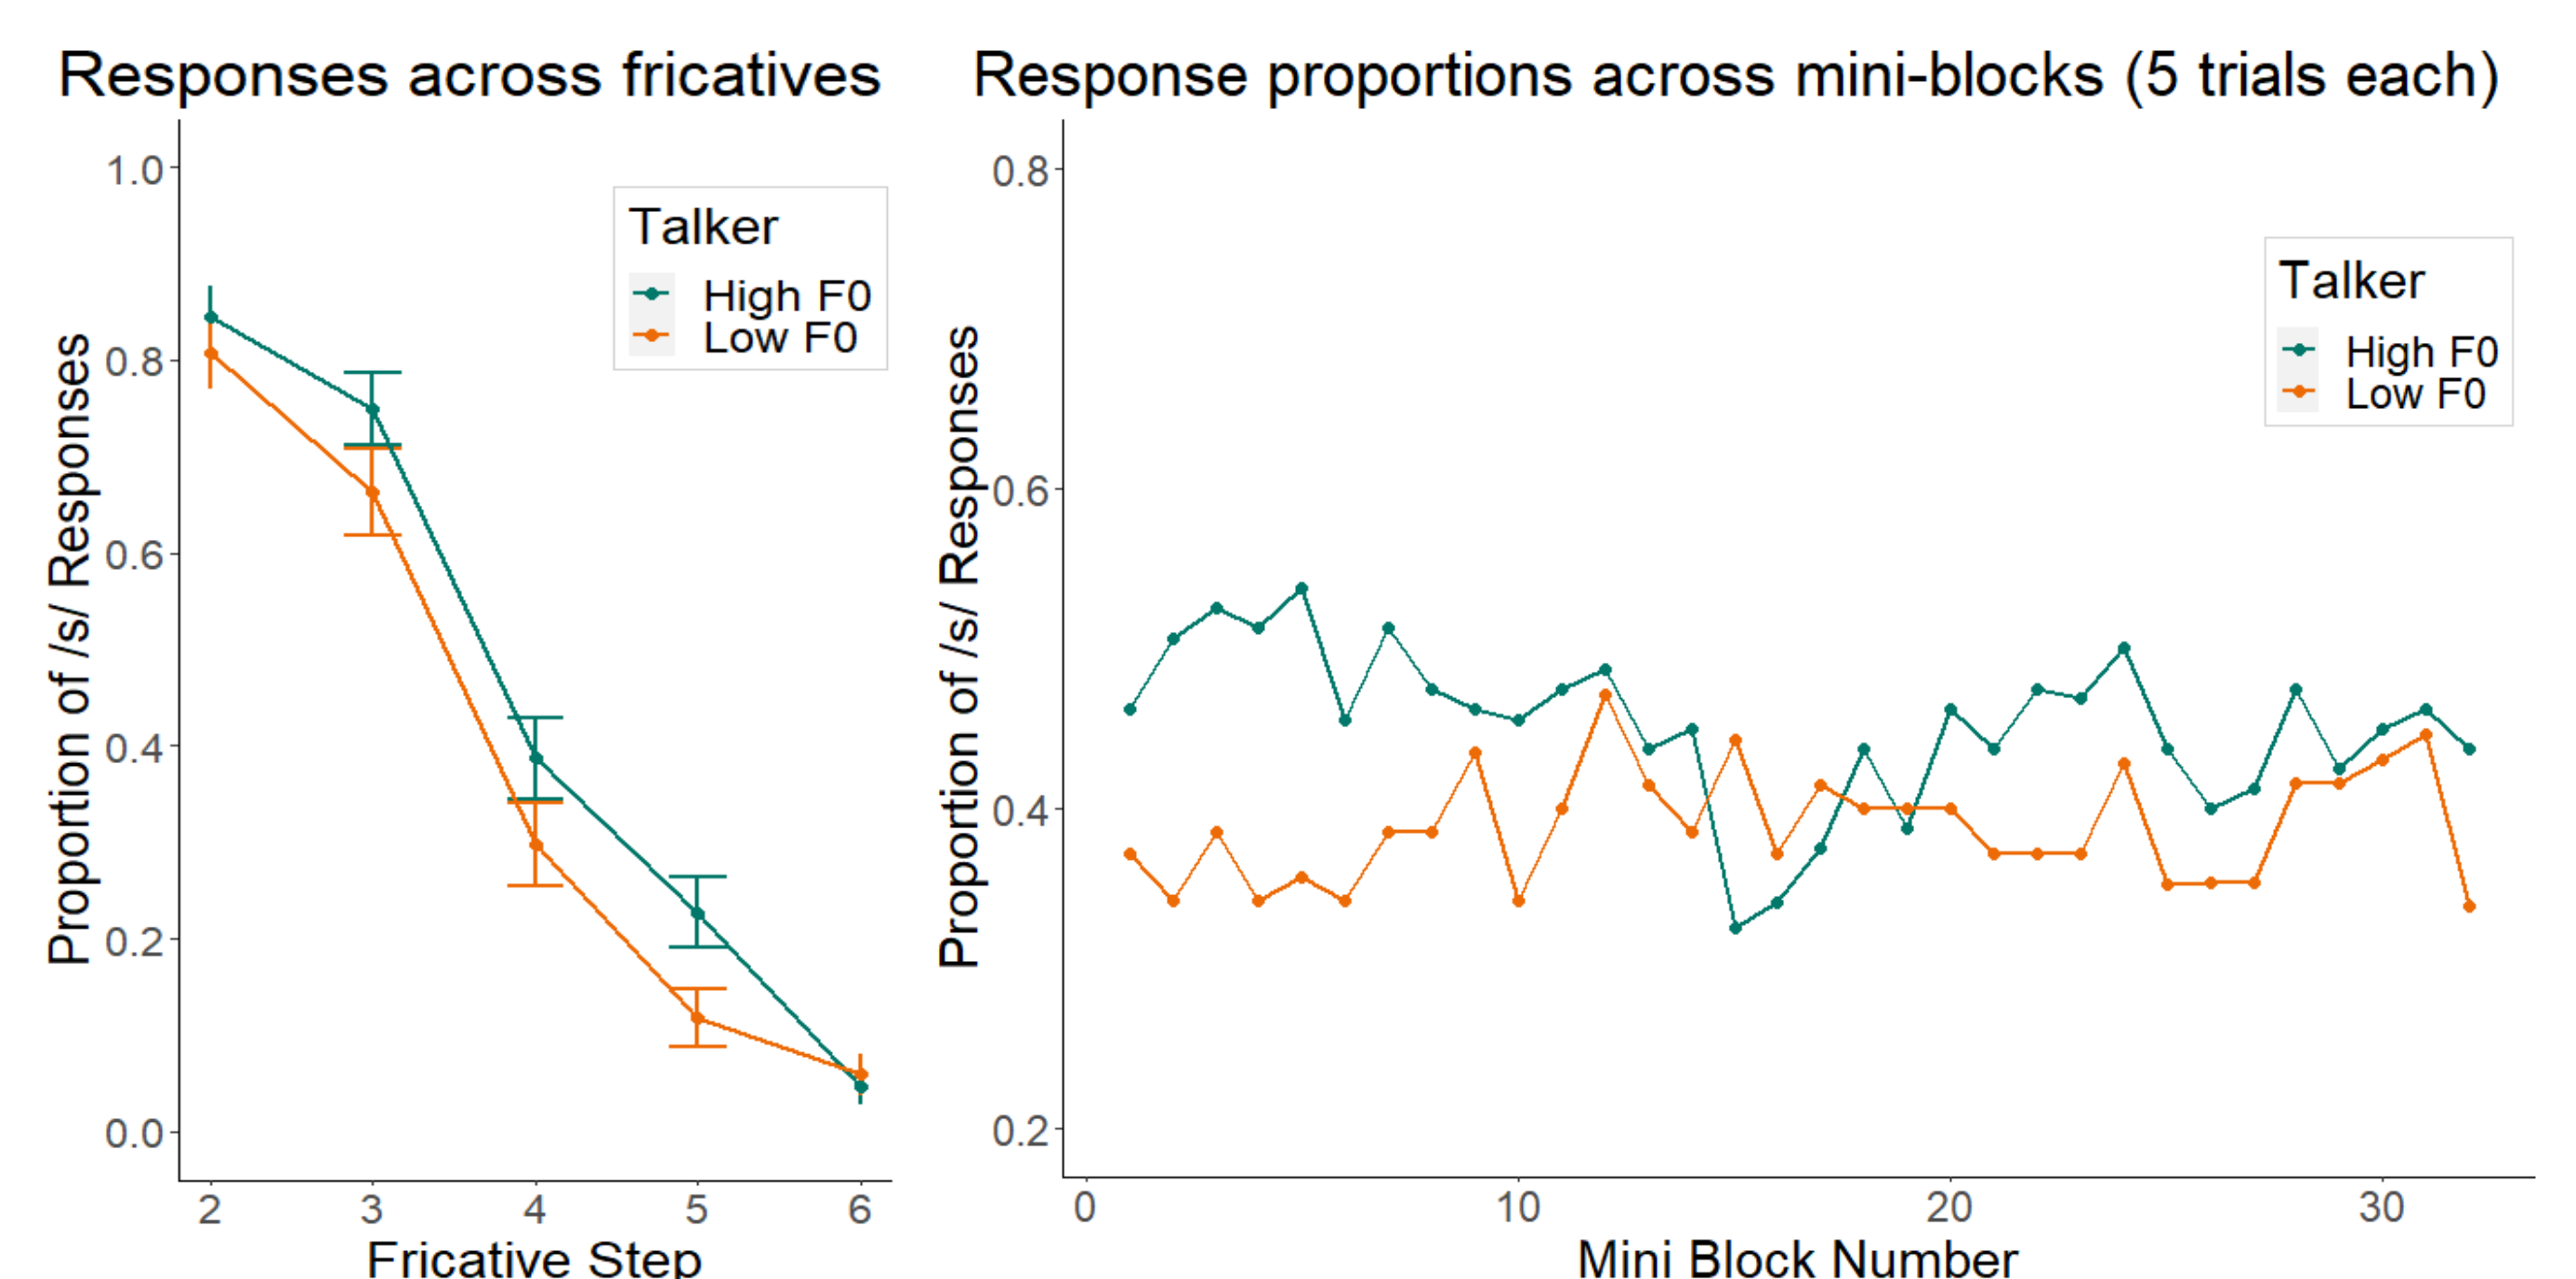 Responses across fricatives
Proportion of /s/ Responses
1.0
0.8
0.6
0.4
0.2
0.0
2 3 4 5 6
Fricative Step
Talker
High F0
Low F0
Response proportions across mini-blocks (5 trials each)
Proportion of /s/ Responses
0.8
0.6
0.4
0.2
0 10 20 30
Mini Block Number
Talker
High F0
Low F0